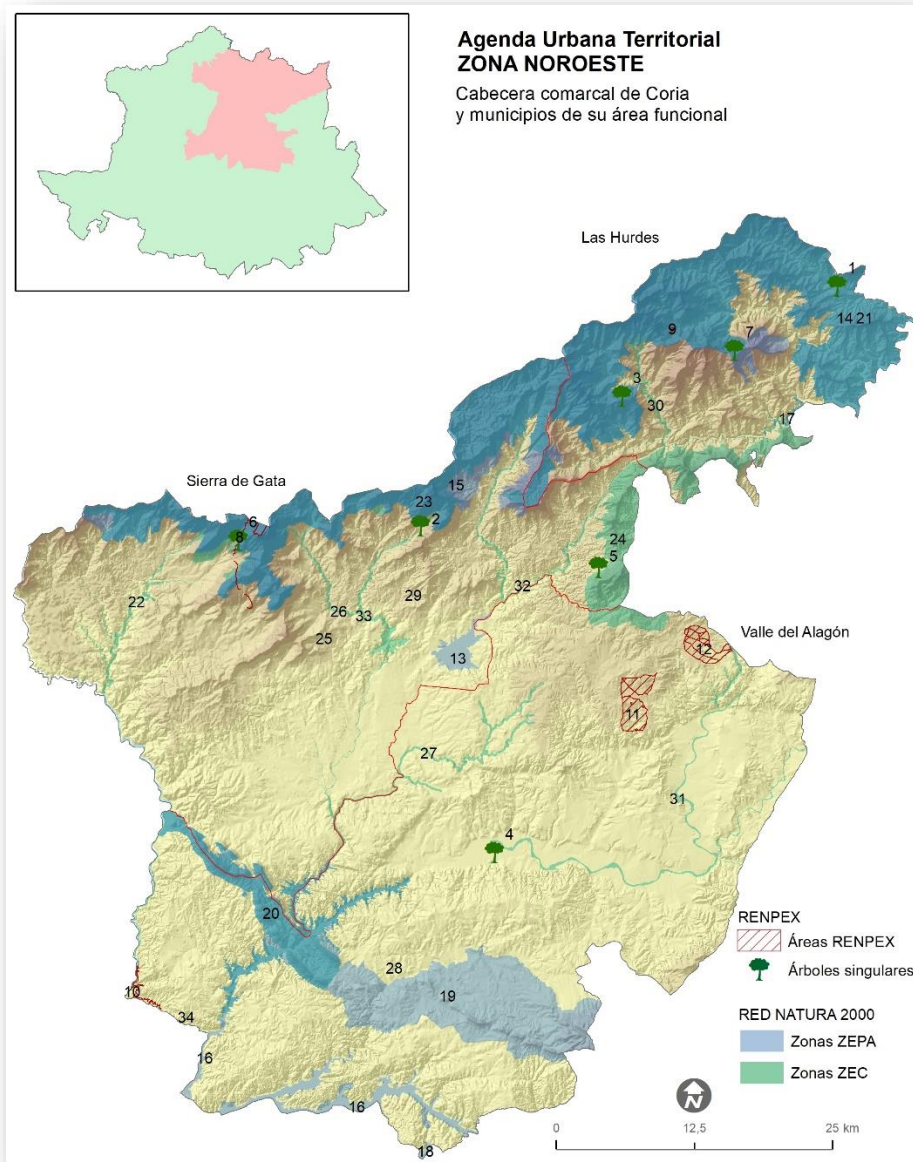 Agenda Urbana Territorial
ZONA NOROESTE
Cabecera comarcal de Coria
y municipios de su área funcional
Las Hurdes
1
14 21
9
7
3
30
17
Sierra de Gata
15
23
2
6
8
24
5
22
32
29
26
33
25
Valle del Alagón
12
13
11
27
31
4
20
28
19
10
34
16
16
18
RENPEX
Áreas RENPEX
Árboles singulares
RED NATURA 2000
Zonas ZEPA
Zonas ZEC
N
0 12,5 25 km